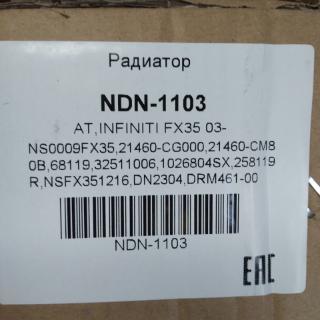 Радиатор
NDN-1103
AT,INFINITI FX35 03-
NS0009FX35,21460-CG000,21460-CM8
0B,68119,32511006,1026804SX,258119
R,NSFX351216,DN2304,DRM461-00
NDN-1103
EAC